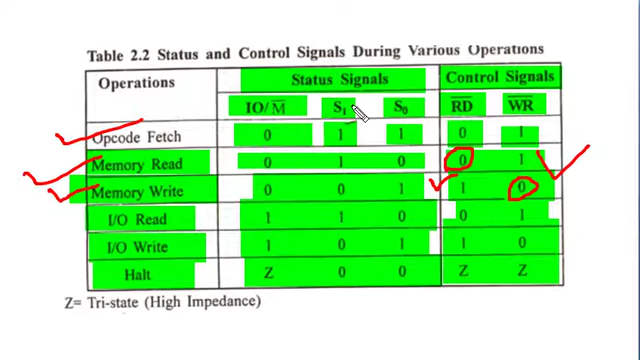 Table 2.2 Status and Control Signals During Various Operations
Operations Status Signals Control Signals
IO/M̅ S₁ S₀ R̅D̅ W̅R̅
Opcode Fetch 0 1 1 0 1
Memory Read 0 1 0 0 1
Memory Write 0 0 1 1 0
I/O Read 1 1 0 0 1
I/O Write 1 0 1 1 0
Halt Z 0 0 Z Z
Z= Tri-state (High Impedance)